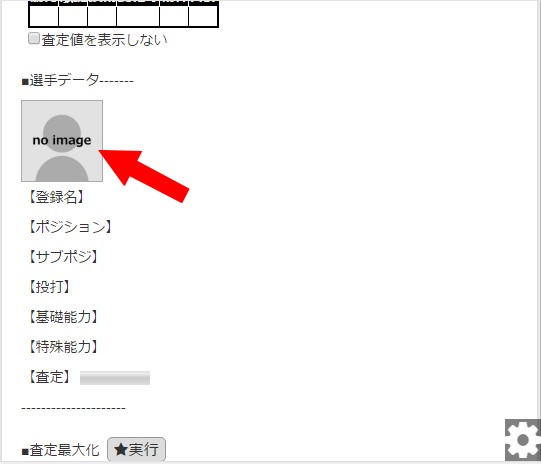 査定値を表示しない
■選手データ-------
no image
【登録名】
【ポジション】
【サブポジ】
【投打】
【基礎能力】
【特殊能力】
【査定】
---------------------
■査定最大化 ★実行